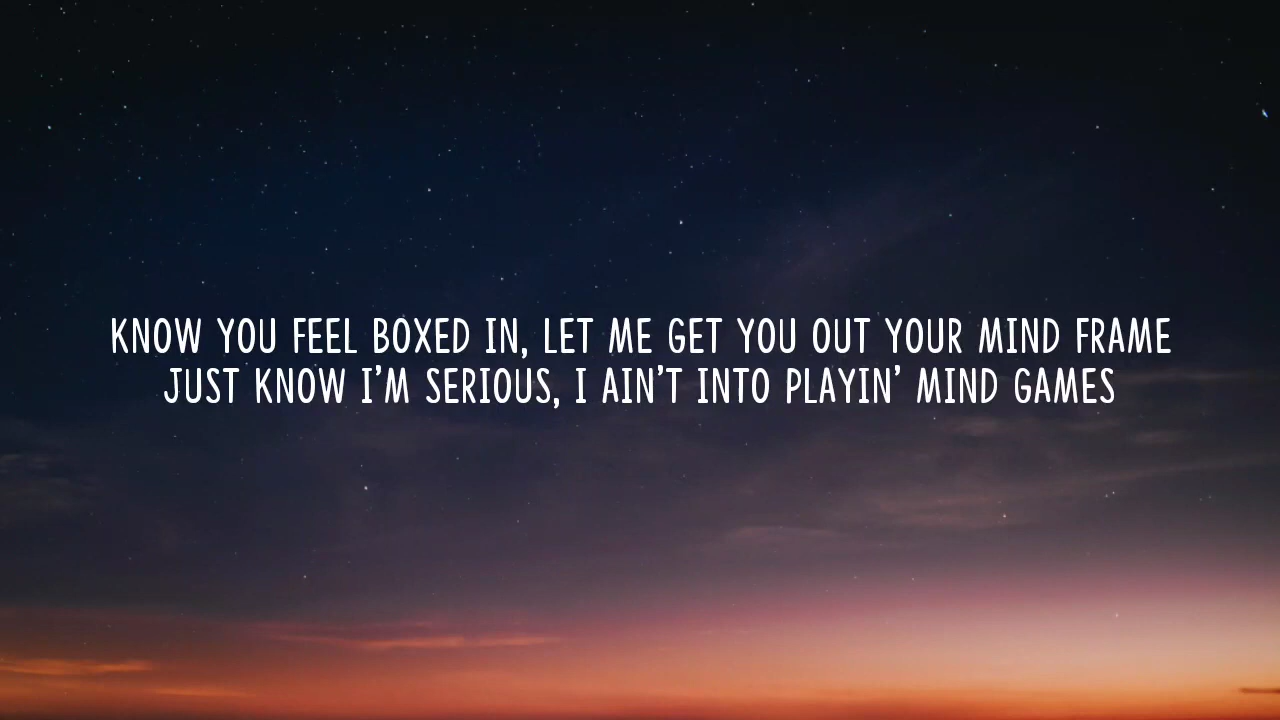 KNOW YOU FEEL BOXED IN, LET ME GET YOU OUT YOUR MIND FRAME
JUST KNOW I'M SERIOUS, I AIN'T INTO PLAYIN' MIND GAMES